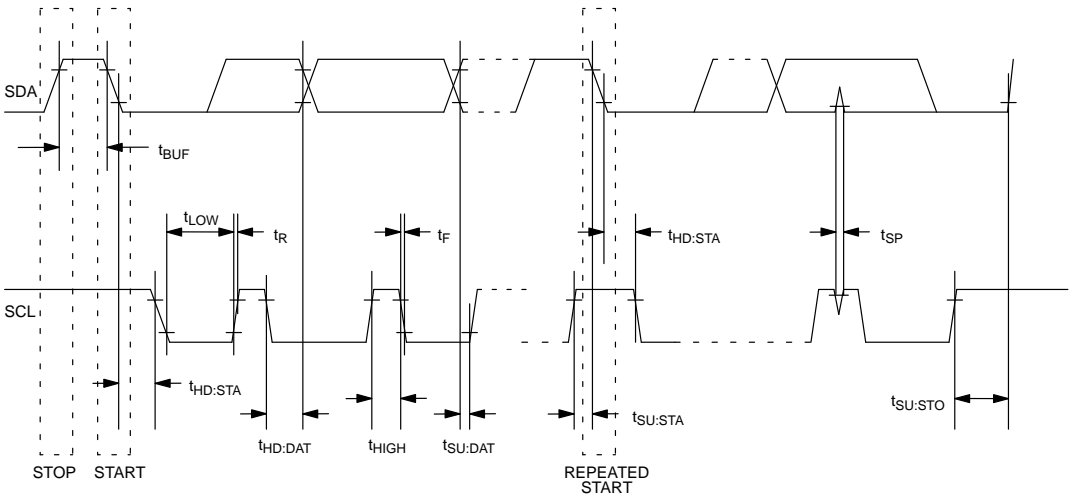 SDA
tBUF
tLOW
tR
tF
tHD:STA
tSP
SCL
tHD:STA
tSU:STA
tSU:STO
tHD:DAT
tHIGH
tSU:DAT
STOP
START
REPEATED
START